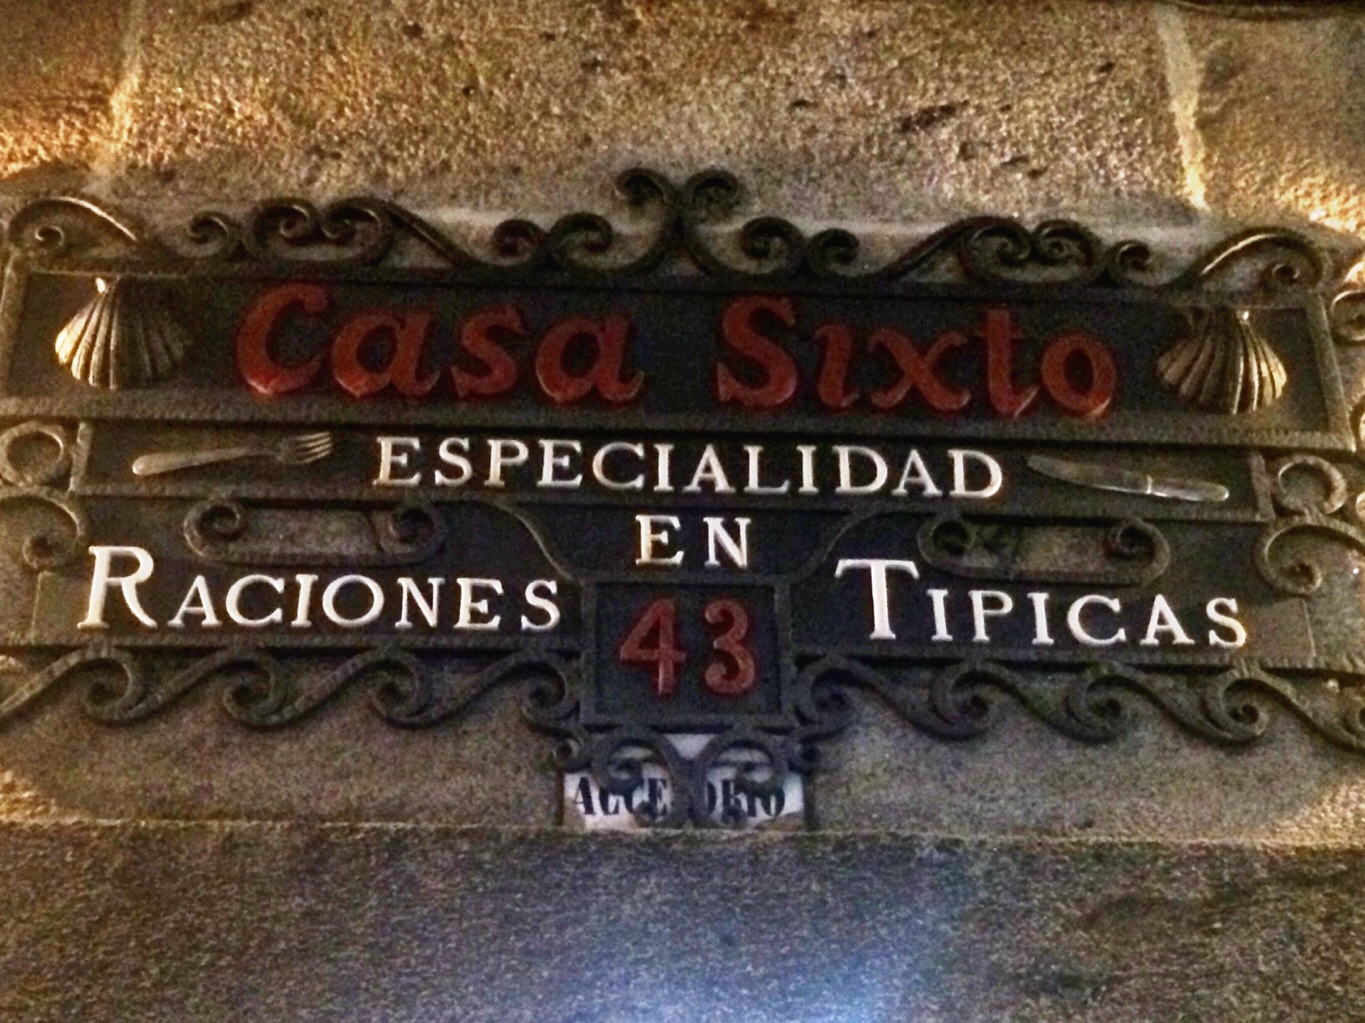 Casa Sixto
ESPECIALIDAD
EN
RACIONES TIPICAS
43